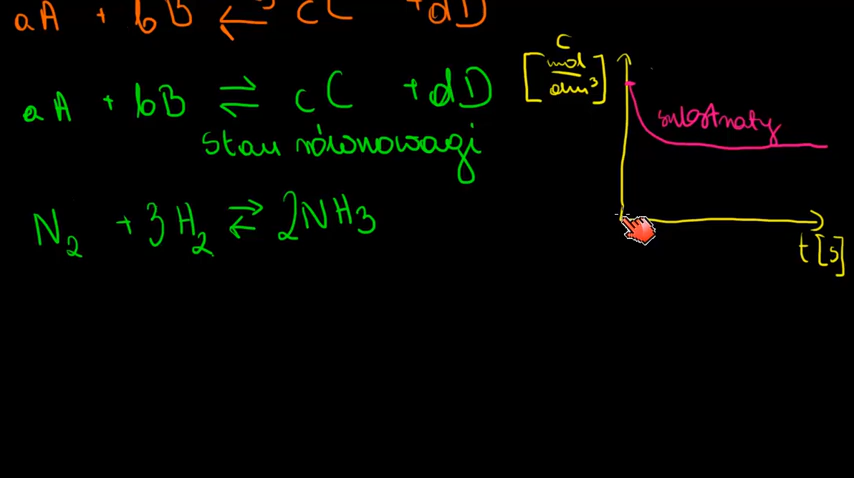 aA + bB ⇄ cC + dD
aA + bB ⇌ cC + dD
stan równowagi
N₂ + 3H₂ ⇄ 2NH3
c
[mol/dm³]
substraty
t [s]